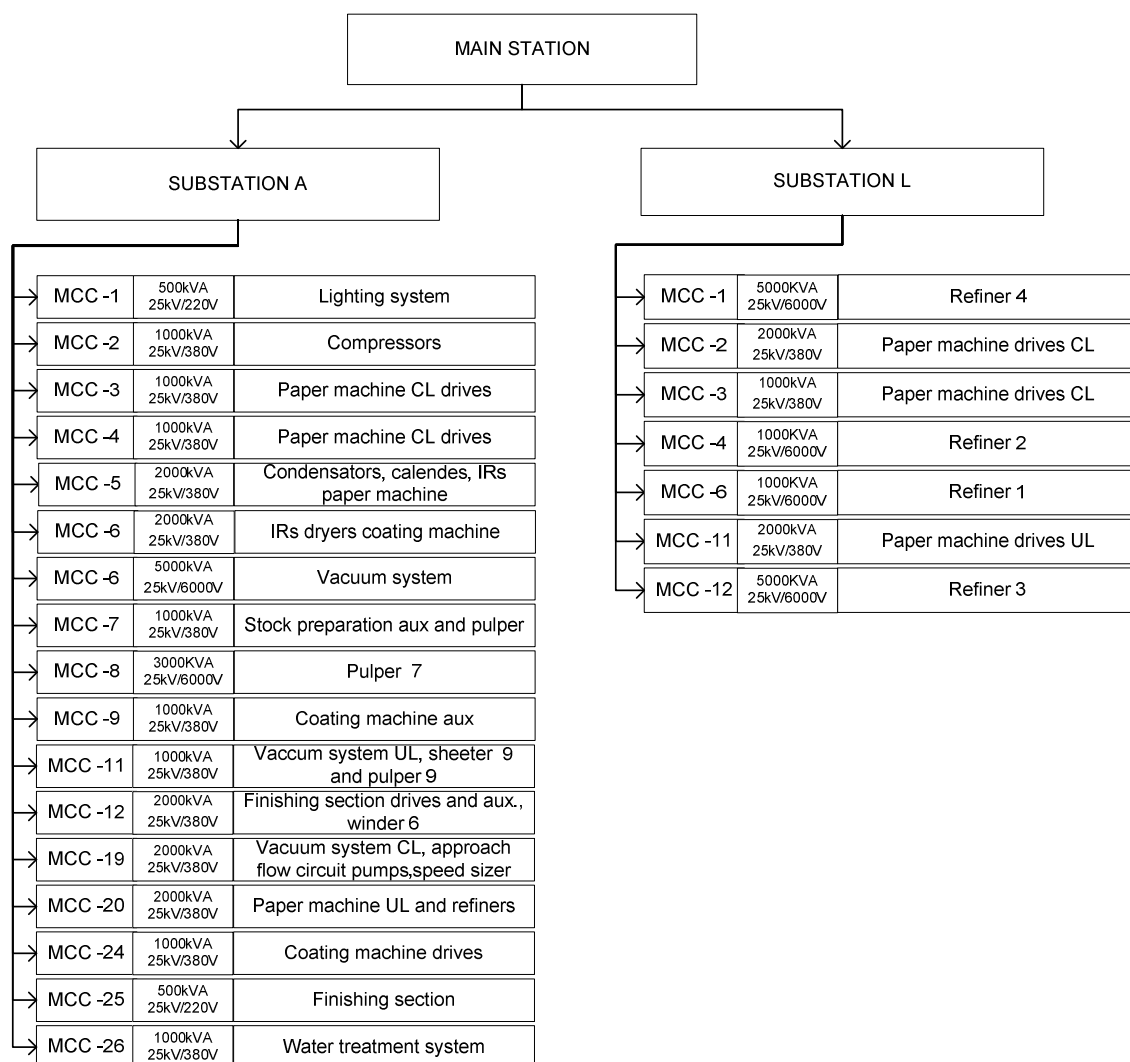 MAIN STATION
SUBSTATION A
SUBSTATION L
MCC -1
500kVA
25kV/220V
Lighting system
MCC -2
1000kVA
25kV/380V
Compressors
MCC -3
1000kVA
25kV/380V
Paper machine CL drives
MCC -4
1000kVA
25kV/380V
Paper machine CL drives
MCC -5
2000kVA
25kV/380V
Condensators, calendes, IRs
paper machine
MCC -6
2000kVA
25kV/380V
IRs dryers coating machine
MCC -6
5000kVA
25kV/6000V
Vacuum system
MCC -7
1000kVA
25kV/380V
Stock preparation aux and pulper
MCC -8
3000KVA
25kV/6000V
Pulper 7
MCC -9
1000kVA
25kV/380V
Coating machine aux
MCC -11
1000kVA
25kV/380V
Vaccum system UL, sheeter 9
and pulper 9
MCC -12
2000kVA
25kV/380V
Finishing section drives and aux.,
winder 6
MCC -19
2000kVA
25kV/380V
Vacuum system CL, approach
flow circuit pumps,speed sizer
MCC -20
2000kVA
25kV/380V
Paper machine UL and refiners
MCC -24
1000kVA
25kV/380V
Coating machine drives
MCC -25
500kVA
25kV/220V
Finishing section
MCC -26
1000kVA
25kV/380V
Water treatment system
MCC -1
5000KVA
25kV/6000V
Refiner 4
MCC -2
2000kVA
25kV/380V
Paper machine drives CL
MCC -3
1000kVA
25kV/380V
Paper machine drives CL
MCC -4
1000KVA
25kV/6000V
Refiner 2
MCC -6
1000KVA
25kV/6000V
Refiner 1
MCC -11
2000kVA
25kV/380V
Paper machine drives UL
MCC -12
5000KVA
25kV/6000V
Refiner 3